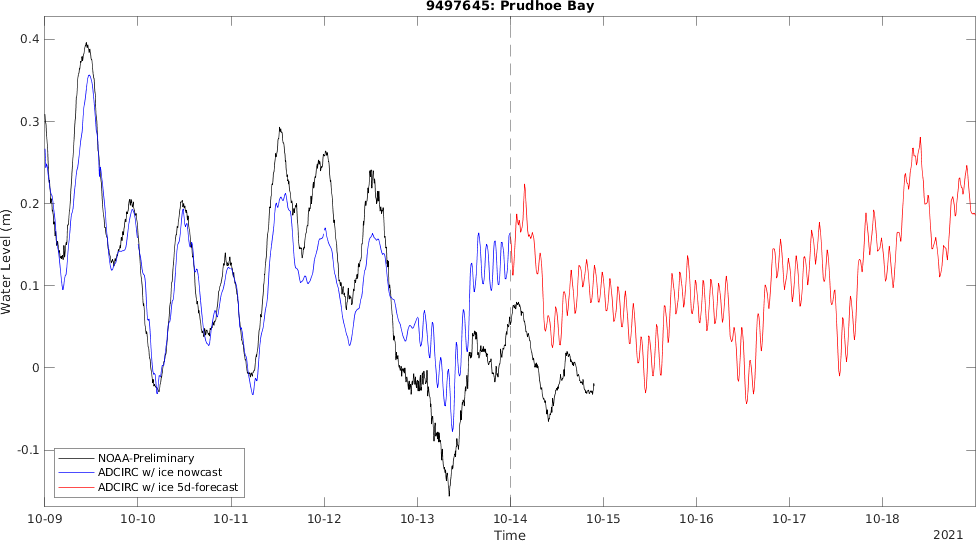 9497645: Prudhoe Bay
Water Level (m)
0.4
0.3
0.2
0.1
0
-0.1
NOAA-Preliminary
ADCIRC w/ ice nowcast
ADCIRC w/ ice 5d-forecast
10-09 10-10 10-11 10-12 10-13 10-14 10-15 10-16 10-17 10-18
Time
2021